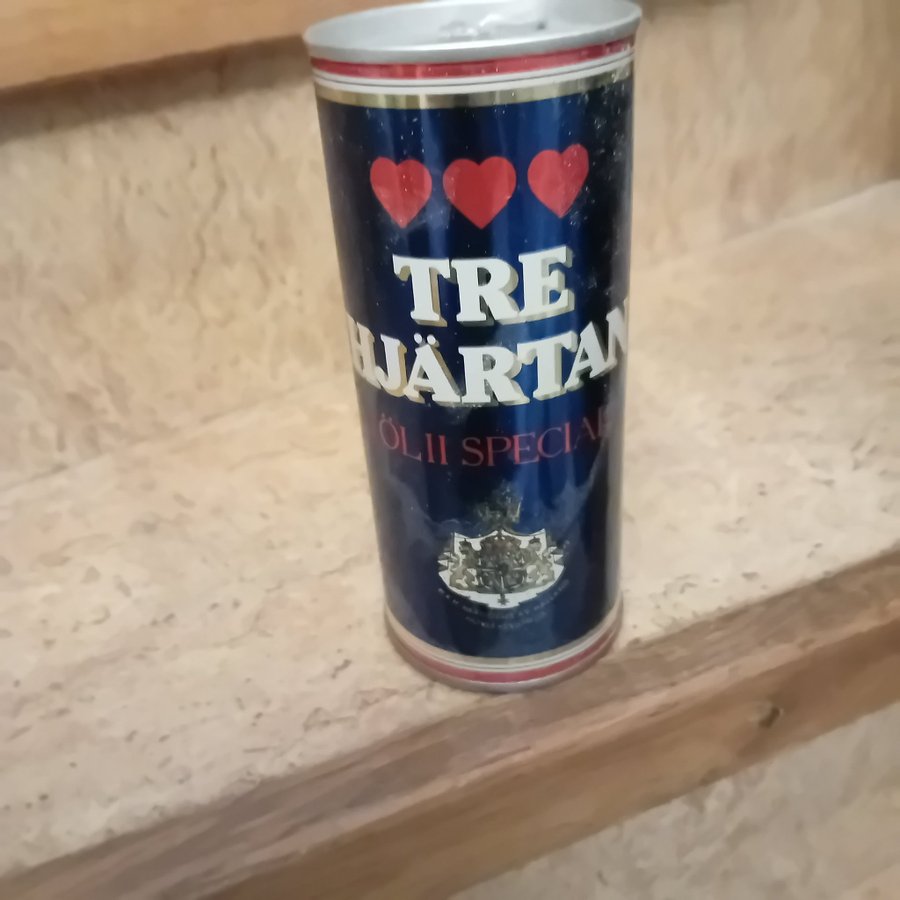 TRE
HJÄRTAN
ÖL II SPECIAL